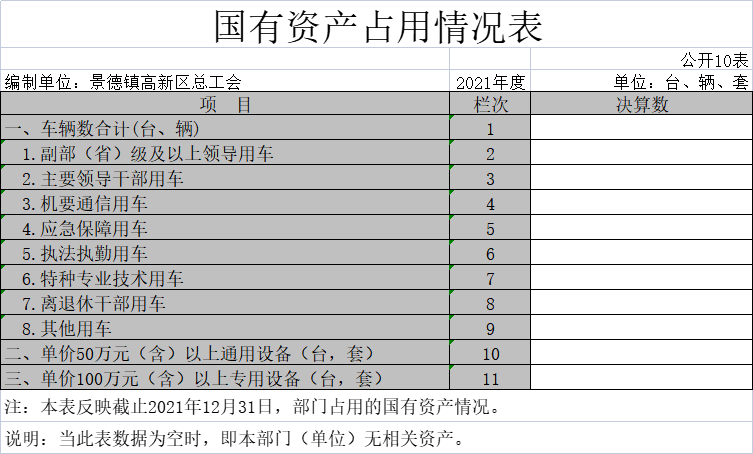 国有资产占用情况表
公开10表
编制单位：景德镇高新区总工会 2021年度 单位：台、辆、套
项 目 栏次 决算数
一、车辆数合计(台、辆) 1
1.副部（省）级及以上领导用车 2
2.主要领导干部用车 3
3.机要通信用车 4
4.应急保障用车 5
5.执法执勤用车 6
6.特种专业技术用车 7
7.离退休干部用车 8
8.其他用车 9
二、单价50万元（含）以上通用设备（台，套） 10
三、单价100万元（含）以上专用设备（台，套） 11
注：本表反映截止2021年12月31日，部门占用的国有资产情况。
说明：当此表数据为空时，即本部门（单位）无相关资产。